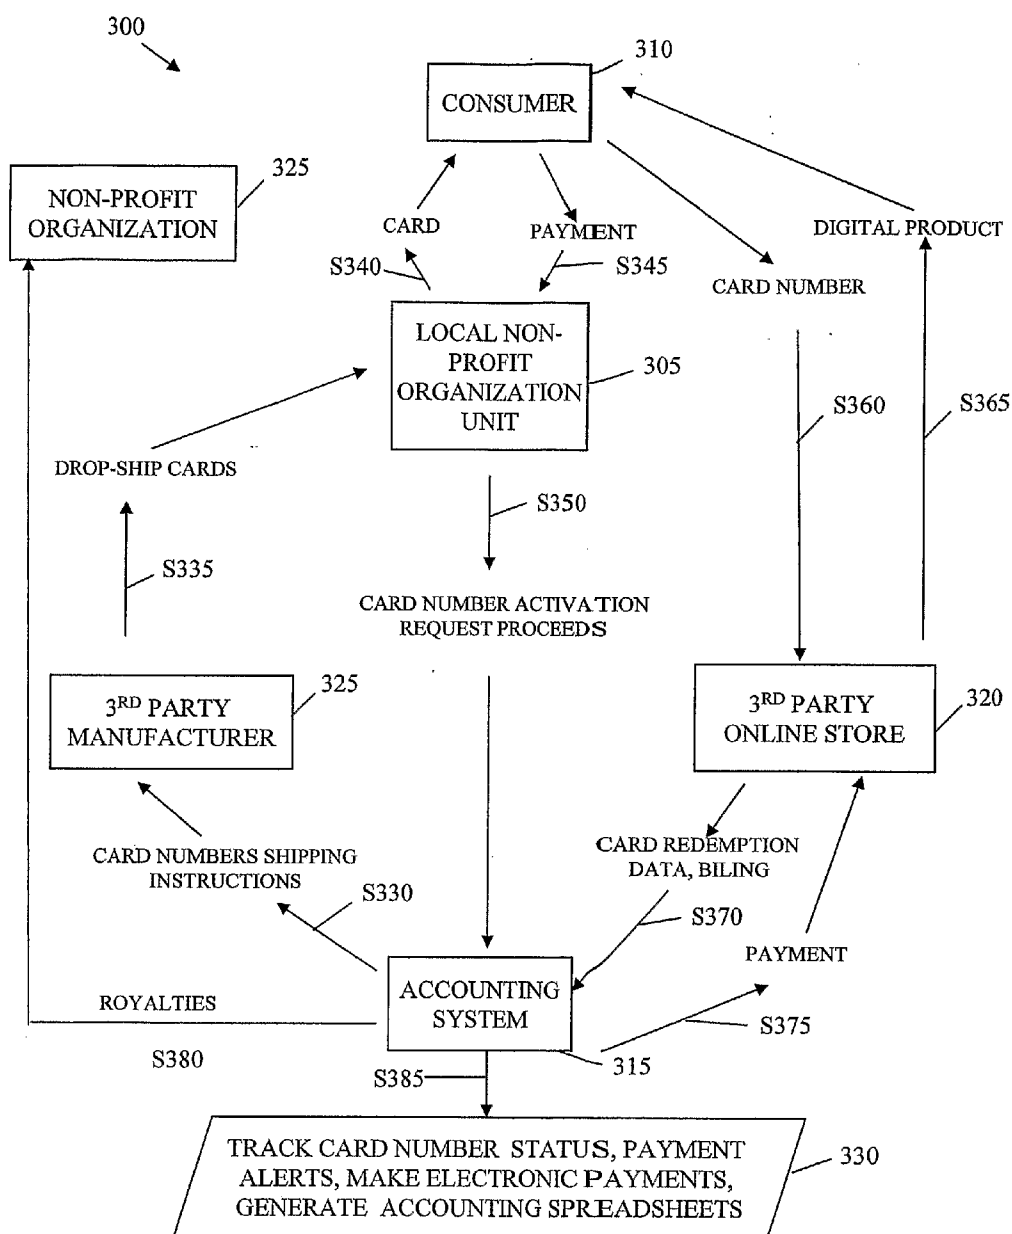 300
310
CONSUMER
325
NON-PROFIT
ORGANIZATION
CARD
PAYMENT
DIGITAL PRODUCT
S340
S345
CARD NUMBER
LOCAL NON-
PROFIT
ORGANIZATION
UNIT
305
S360
S365
DROP-SHIP CARDS
S350
S335
CARD NUMBER ACTIVATION
REQUEST PROCEEDS
325
3RD PARTY
MANUFACTURER
320
3RD PARTY
ONLINE STORE
CARD NUMBERS SHIPPING
INSTRUCTIONS
CARD REDEMPTION
DATA, BILING
S330
S370
PAYMENT
ACCOUNTING
SYSTEM
ROYALTIES
S375
S380
S385
315
TRACK CARD NUMBER STATUS, PAYMENT
ALERTS, MAKE ELECTRONIC PAYMENTS,
GENERATE ACCOUNTING SPREADSHEETS
330